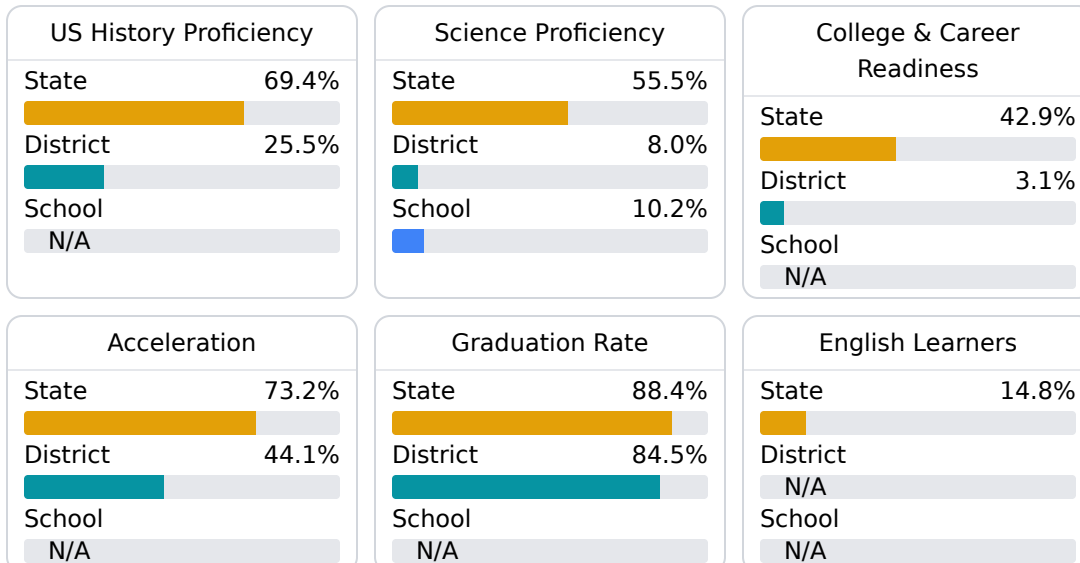 US History Proficiency
State 69.4%
District 25.5%
School
N/A
Science Proficiency
State 55.5%
District 8.0%
School 10.2%
College & Career
Readiness
State 42.9%
District 3.1%
School
N/A
Acceleration
State 73.2%
District 44.1%
School
N/A
Graduation Rate
State 88.4%
District 84.5%
School
N/A
English Learners
State 14.8%
District
N/A
School
N/A